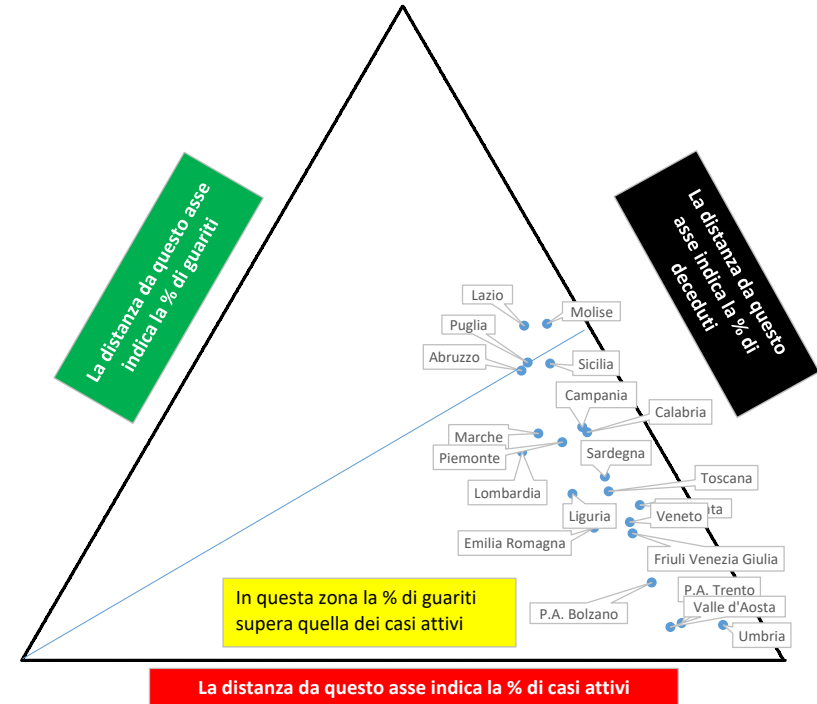 La distanza da questo asse
indica la % di guariti
La distanza da questo
asse indica la % di
deceduti
Lazio
Molise
Puglia
Abruzzo
Sicilia
Campania
Calabria
Marche
Piemonte
Sardegna
Toscana
Lombardia
Liguria
Veneto
Emilia Romagna
Friuli Venezia Giulia
P.A. Trento
Valle d'Aosta
P.A. Bolzano
Umbria
In questa zona la % di guariti
supera quella dei casi attivi
La distanza da questo asse indica la % di casi attivi